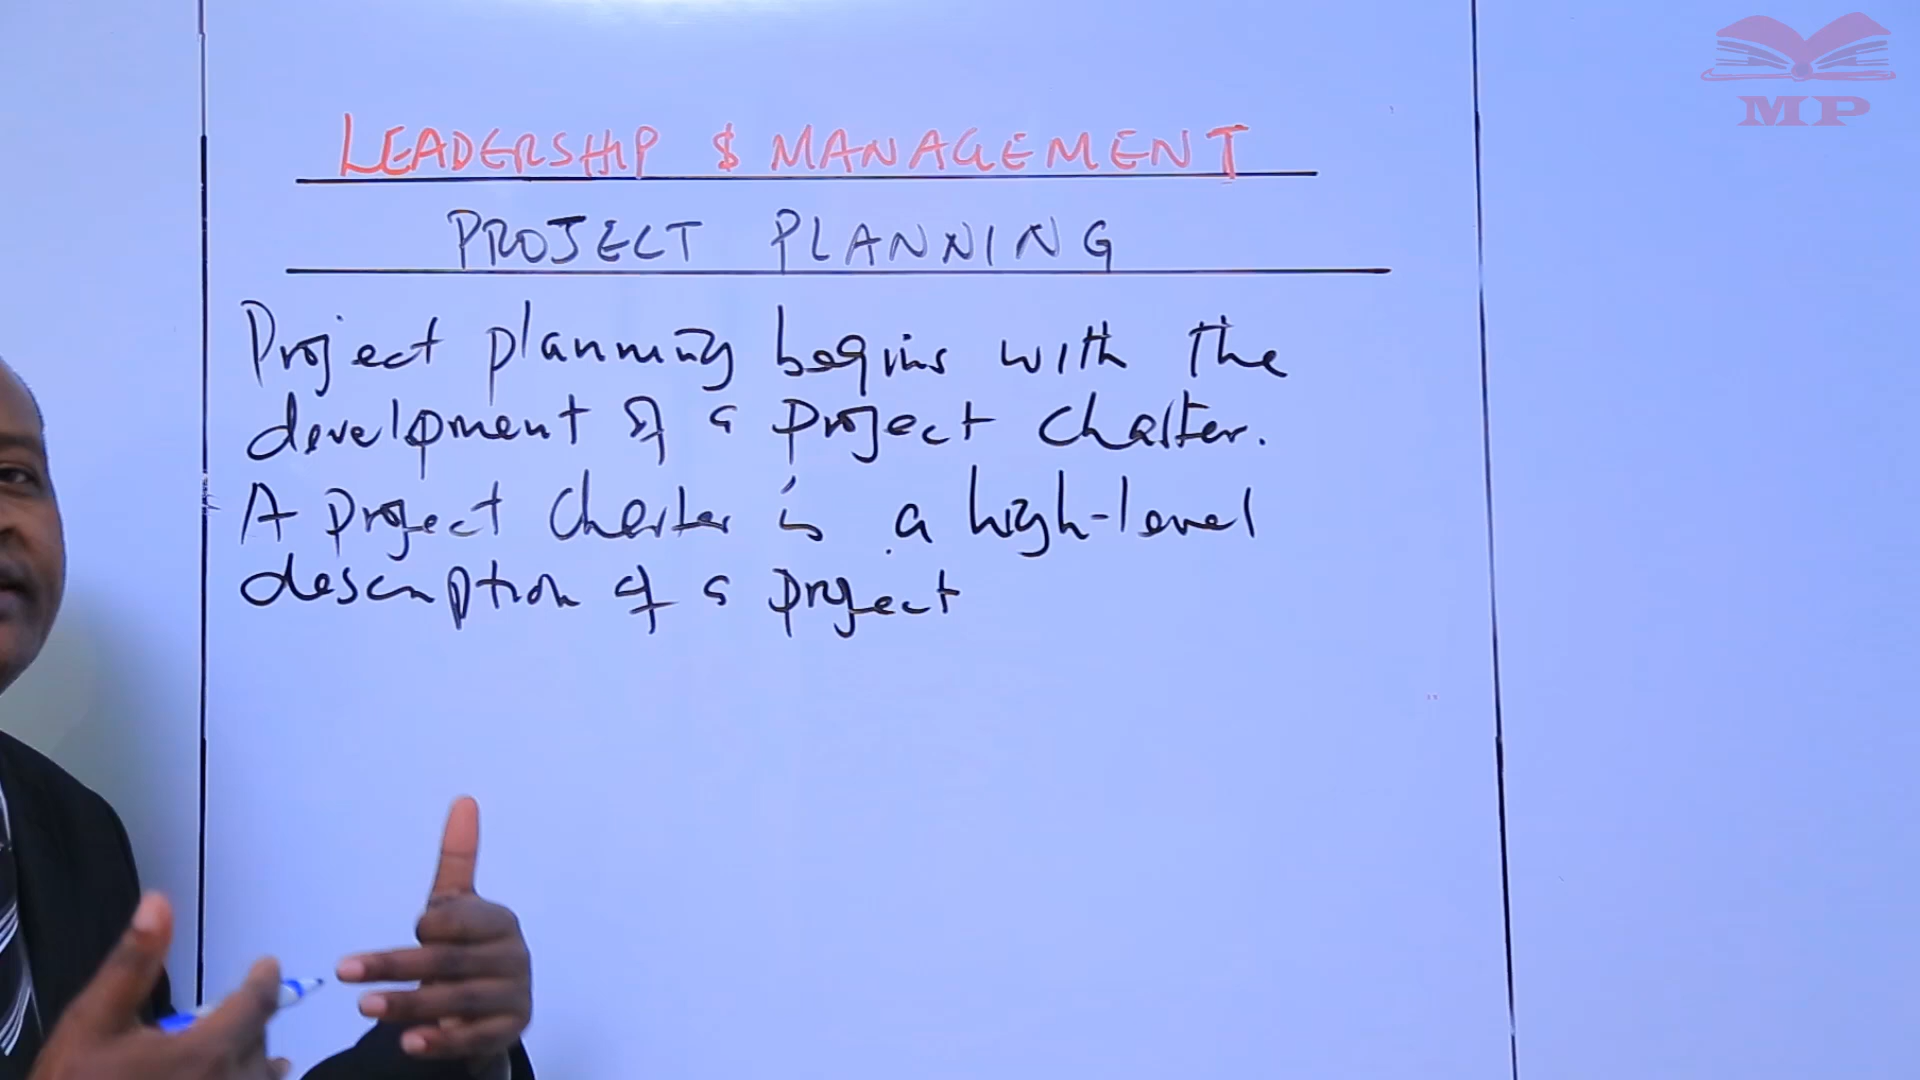 MP
LEADERSHIP & MANAGEMENT
PROJECT PLANNING
Project planning begins with the
development of a project charter.
A project charter is a high-level
description of a project